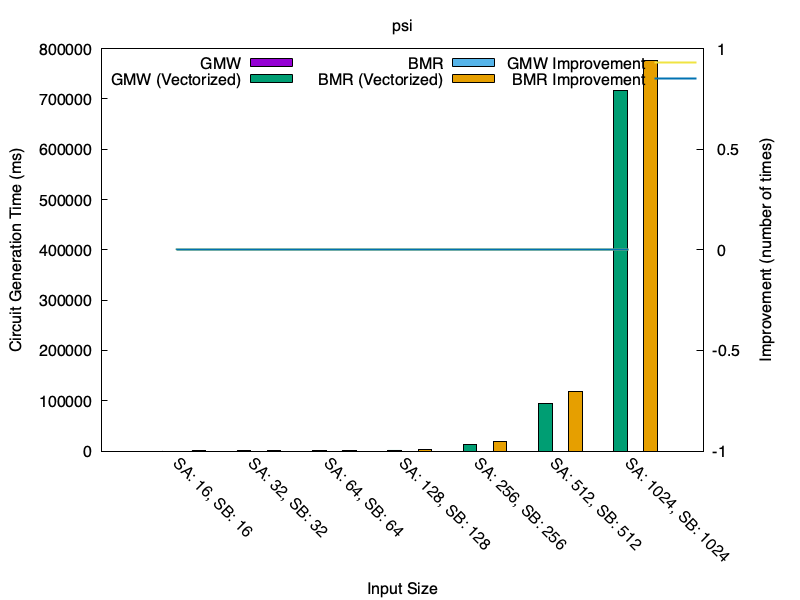 psi
GMW
GMW (Vectorized)
BMR
BMR (Vectorized)
GMW Improvement
BMR Improvement
Circuit Generation Time (ms)
800000
700000
600000
500000
400000
300000
200000
100000
0
1
0.5
0
-0.5
-1
Improvement (number of times)
SA: 16, SB: 16
SA: 32, SB: 32
SA: 64, SB: 64
SA: 128, SB: 128
SA: 256, SB: 256
SA: 512, SB: 512
SA: 1024, SB: 1024
Input Size